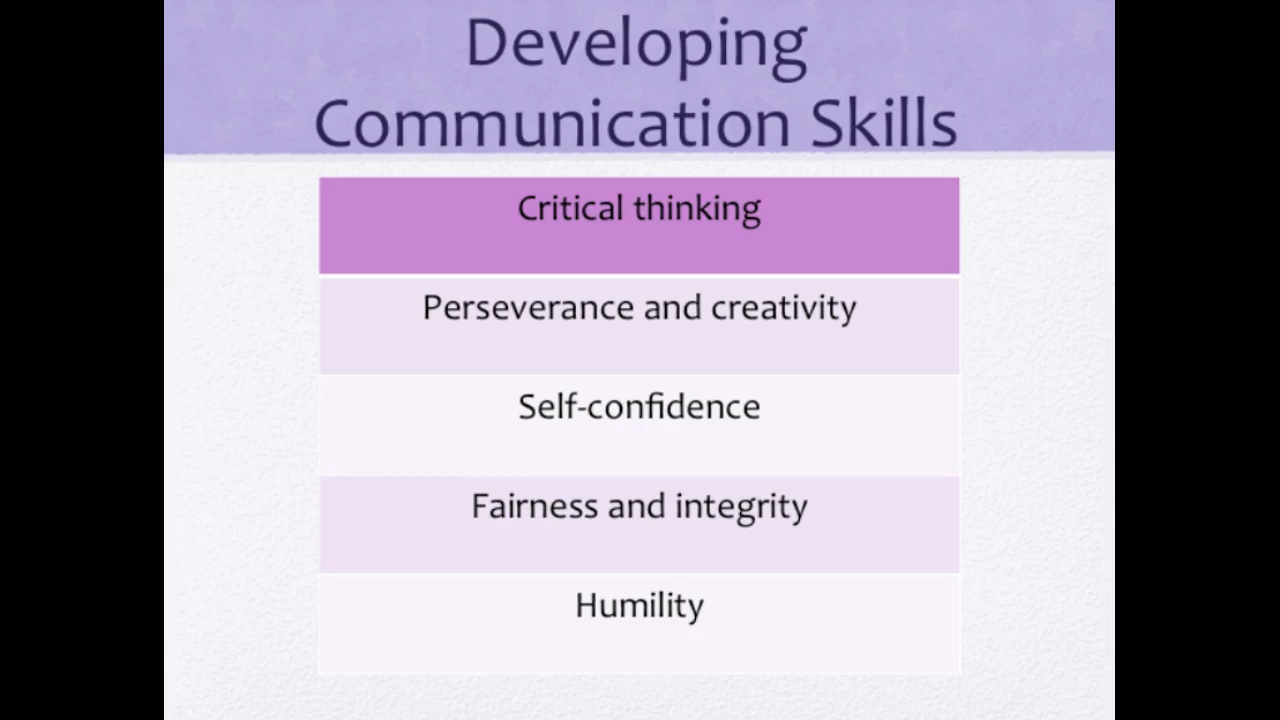 Developing
Communication Skills
Critical thinking
Perseverance and creativity
Self-confidence
Fairness and integrity
Humility